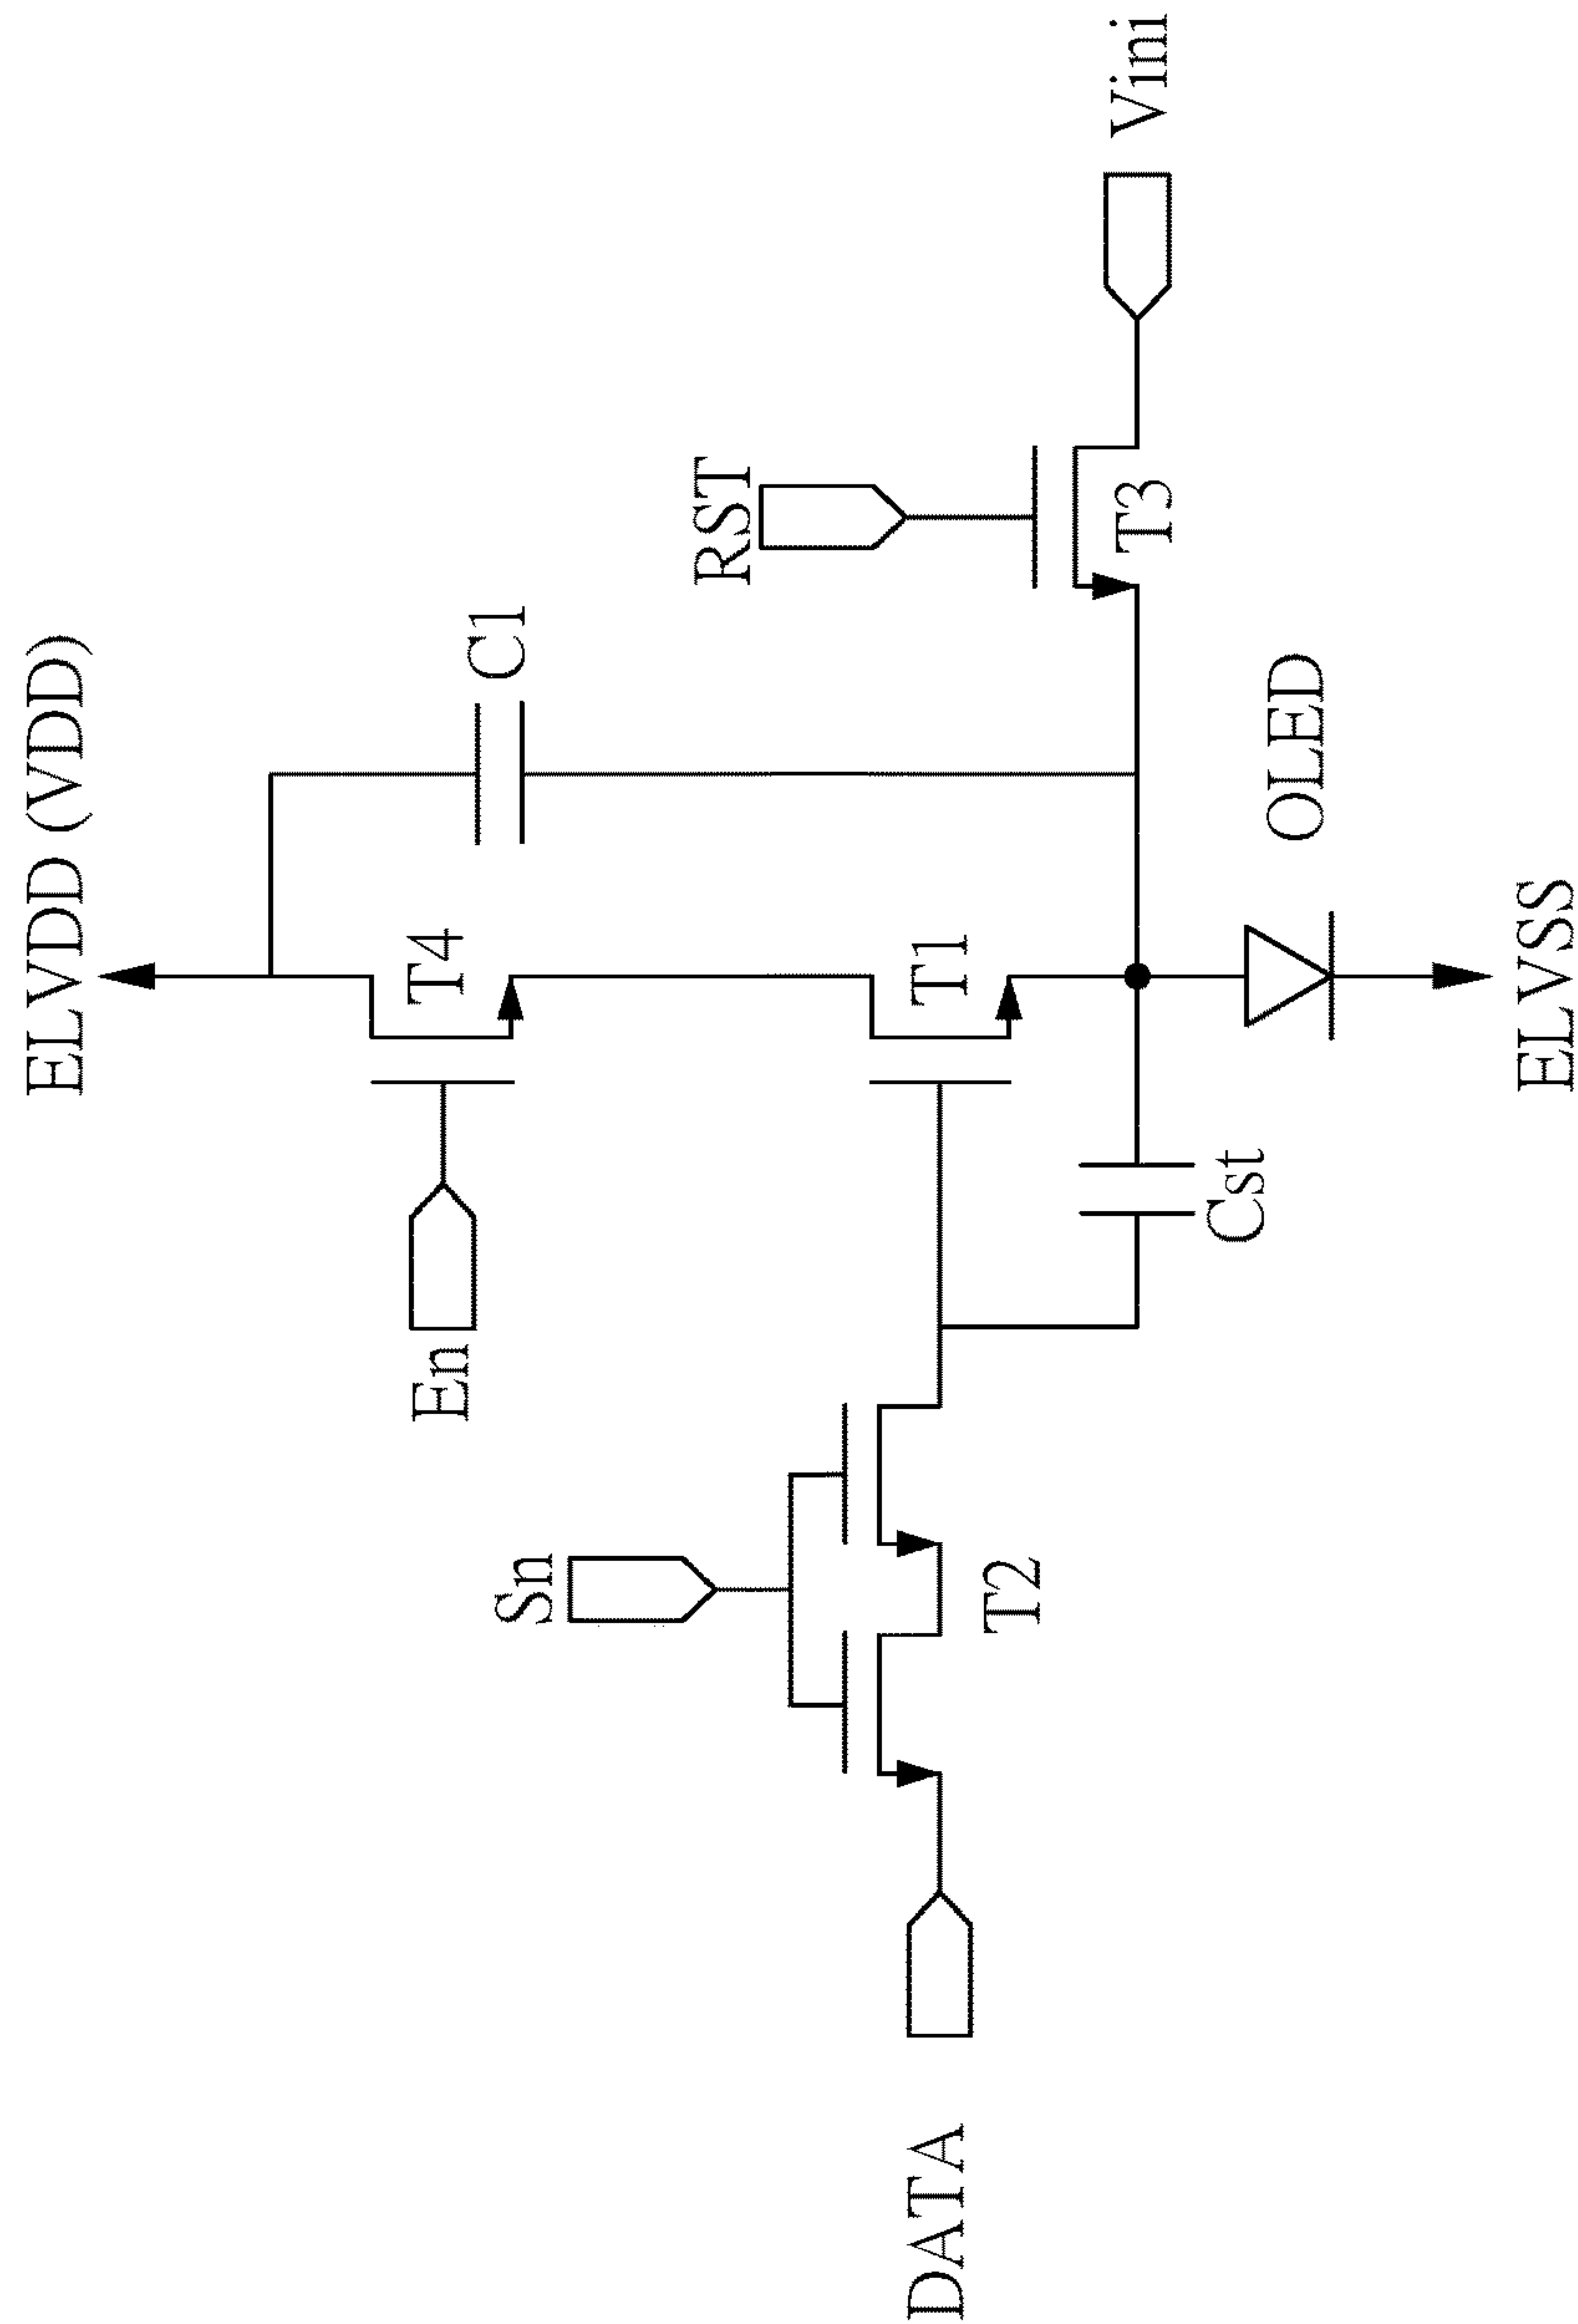 ELVDD (VDD)
C1
T4
En
RST
Sn
T1
T3
Vini
T2
DATA
Cst
OLED
ELVSS